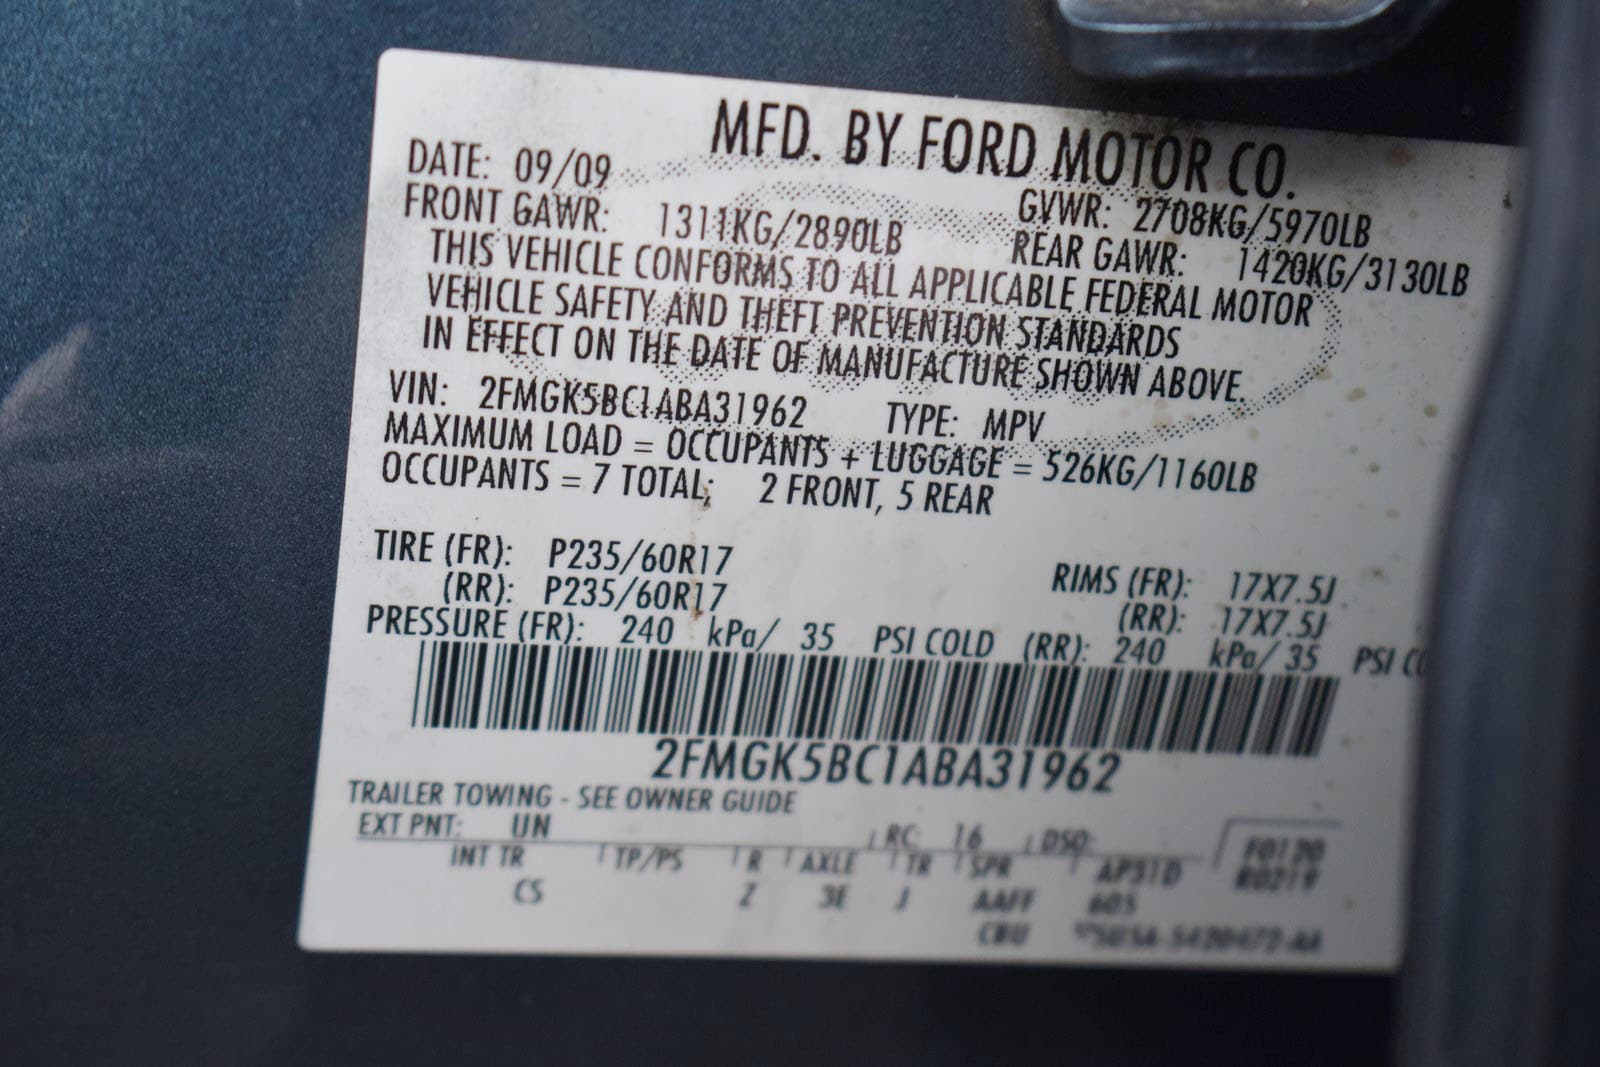 MFD. BY FORD MOTOR CO.
DATE: 09/09 GVWR: 2708KG/5970LB
FRONT GAWR: 1311KG/2890LB REAR GAWR: 1420KG/3130LB
THIS VEHICLE CONFORMS TO ALL APPLICABLE FEDERAL MOTOR
VEHICLE SAFETY AND THEFT PREVENTION STANDARDS
IN EFFECT ON THE DATE OF MANUFACTURE SHOWN ABOVE.
VIN: 2FMGK5BC1ABA31962 TYPE: MPV
MAXIMUM LOAD = OCCUPANTS + LUGGAGE = 526KG/1160LB
OCCUPANTS = 7 TOTAL; 2 FRONT, 5 REAR
TIRE (FR): P235/60R17 RIMS (FR): 17X7.5J
(RR): P235/60R17 (RR): 17X7.5J
PRESSURE (FR): 240 kPa/ 35 PSI COLD (RR): 240 kPa/ 35 PSI
2FMGK5BC1ABA31962
TRAILER TOWING - SEE OWNER GUIDE
EXT PNT: UN RC: 16 DSO:
INT TR TP/PS R AXLE TR SPR
CS Z 3E J AAFF